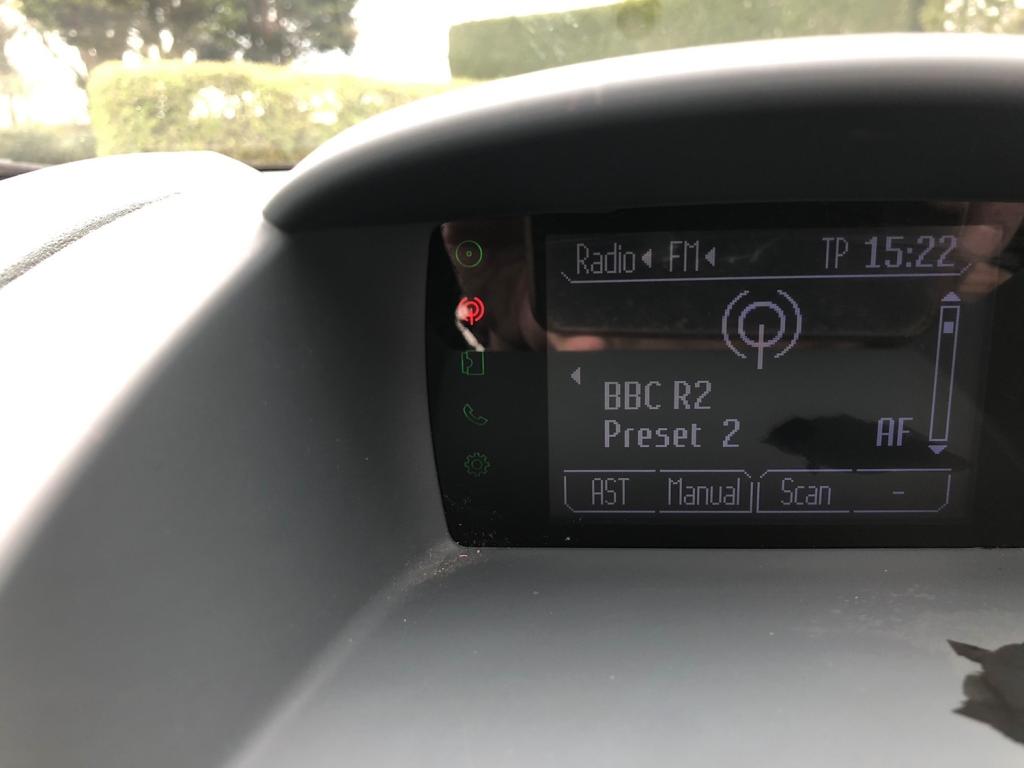 Radio FM TP 15:22
BBC R2
Preset 2 AF
AST Manual Scan -